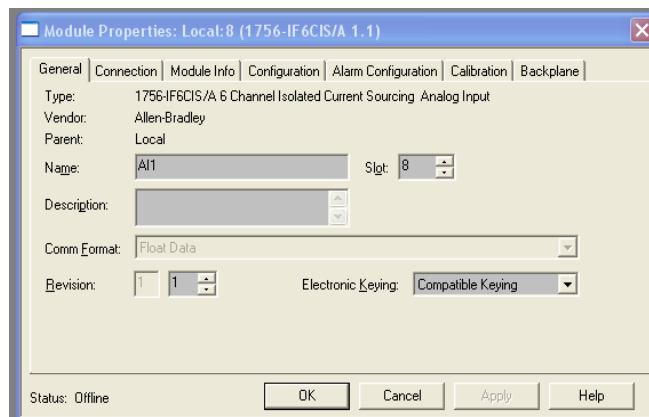 Module Properties: Local:8 (1756-IF6CIS/A 1.1)
General Connection Module Info Configuration Alarm Configuration Calibration Backplane
Type: 1756-IF6CIS/A 6 Channel Isolated Current Sourcing Analog Input
Vendor: Allen-Bradley
Parent: Local
Name: AI1 Slot: 8
Description:
Comm Format: Float Data
Revision: 1 1 Electronic Keying: Compatible Keying
Status: Offline OK Cancel Apply Help